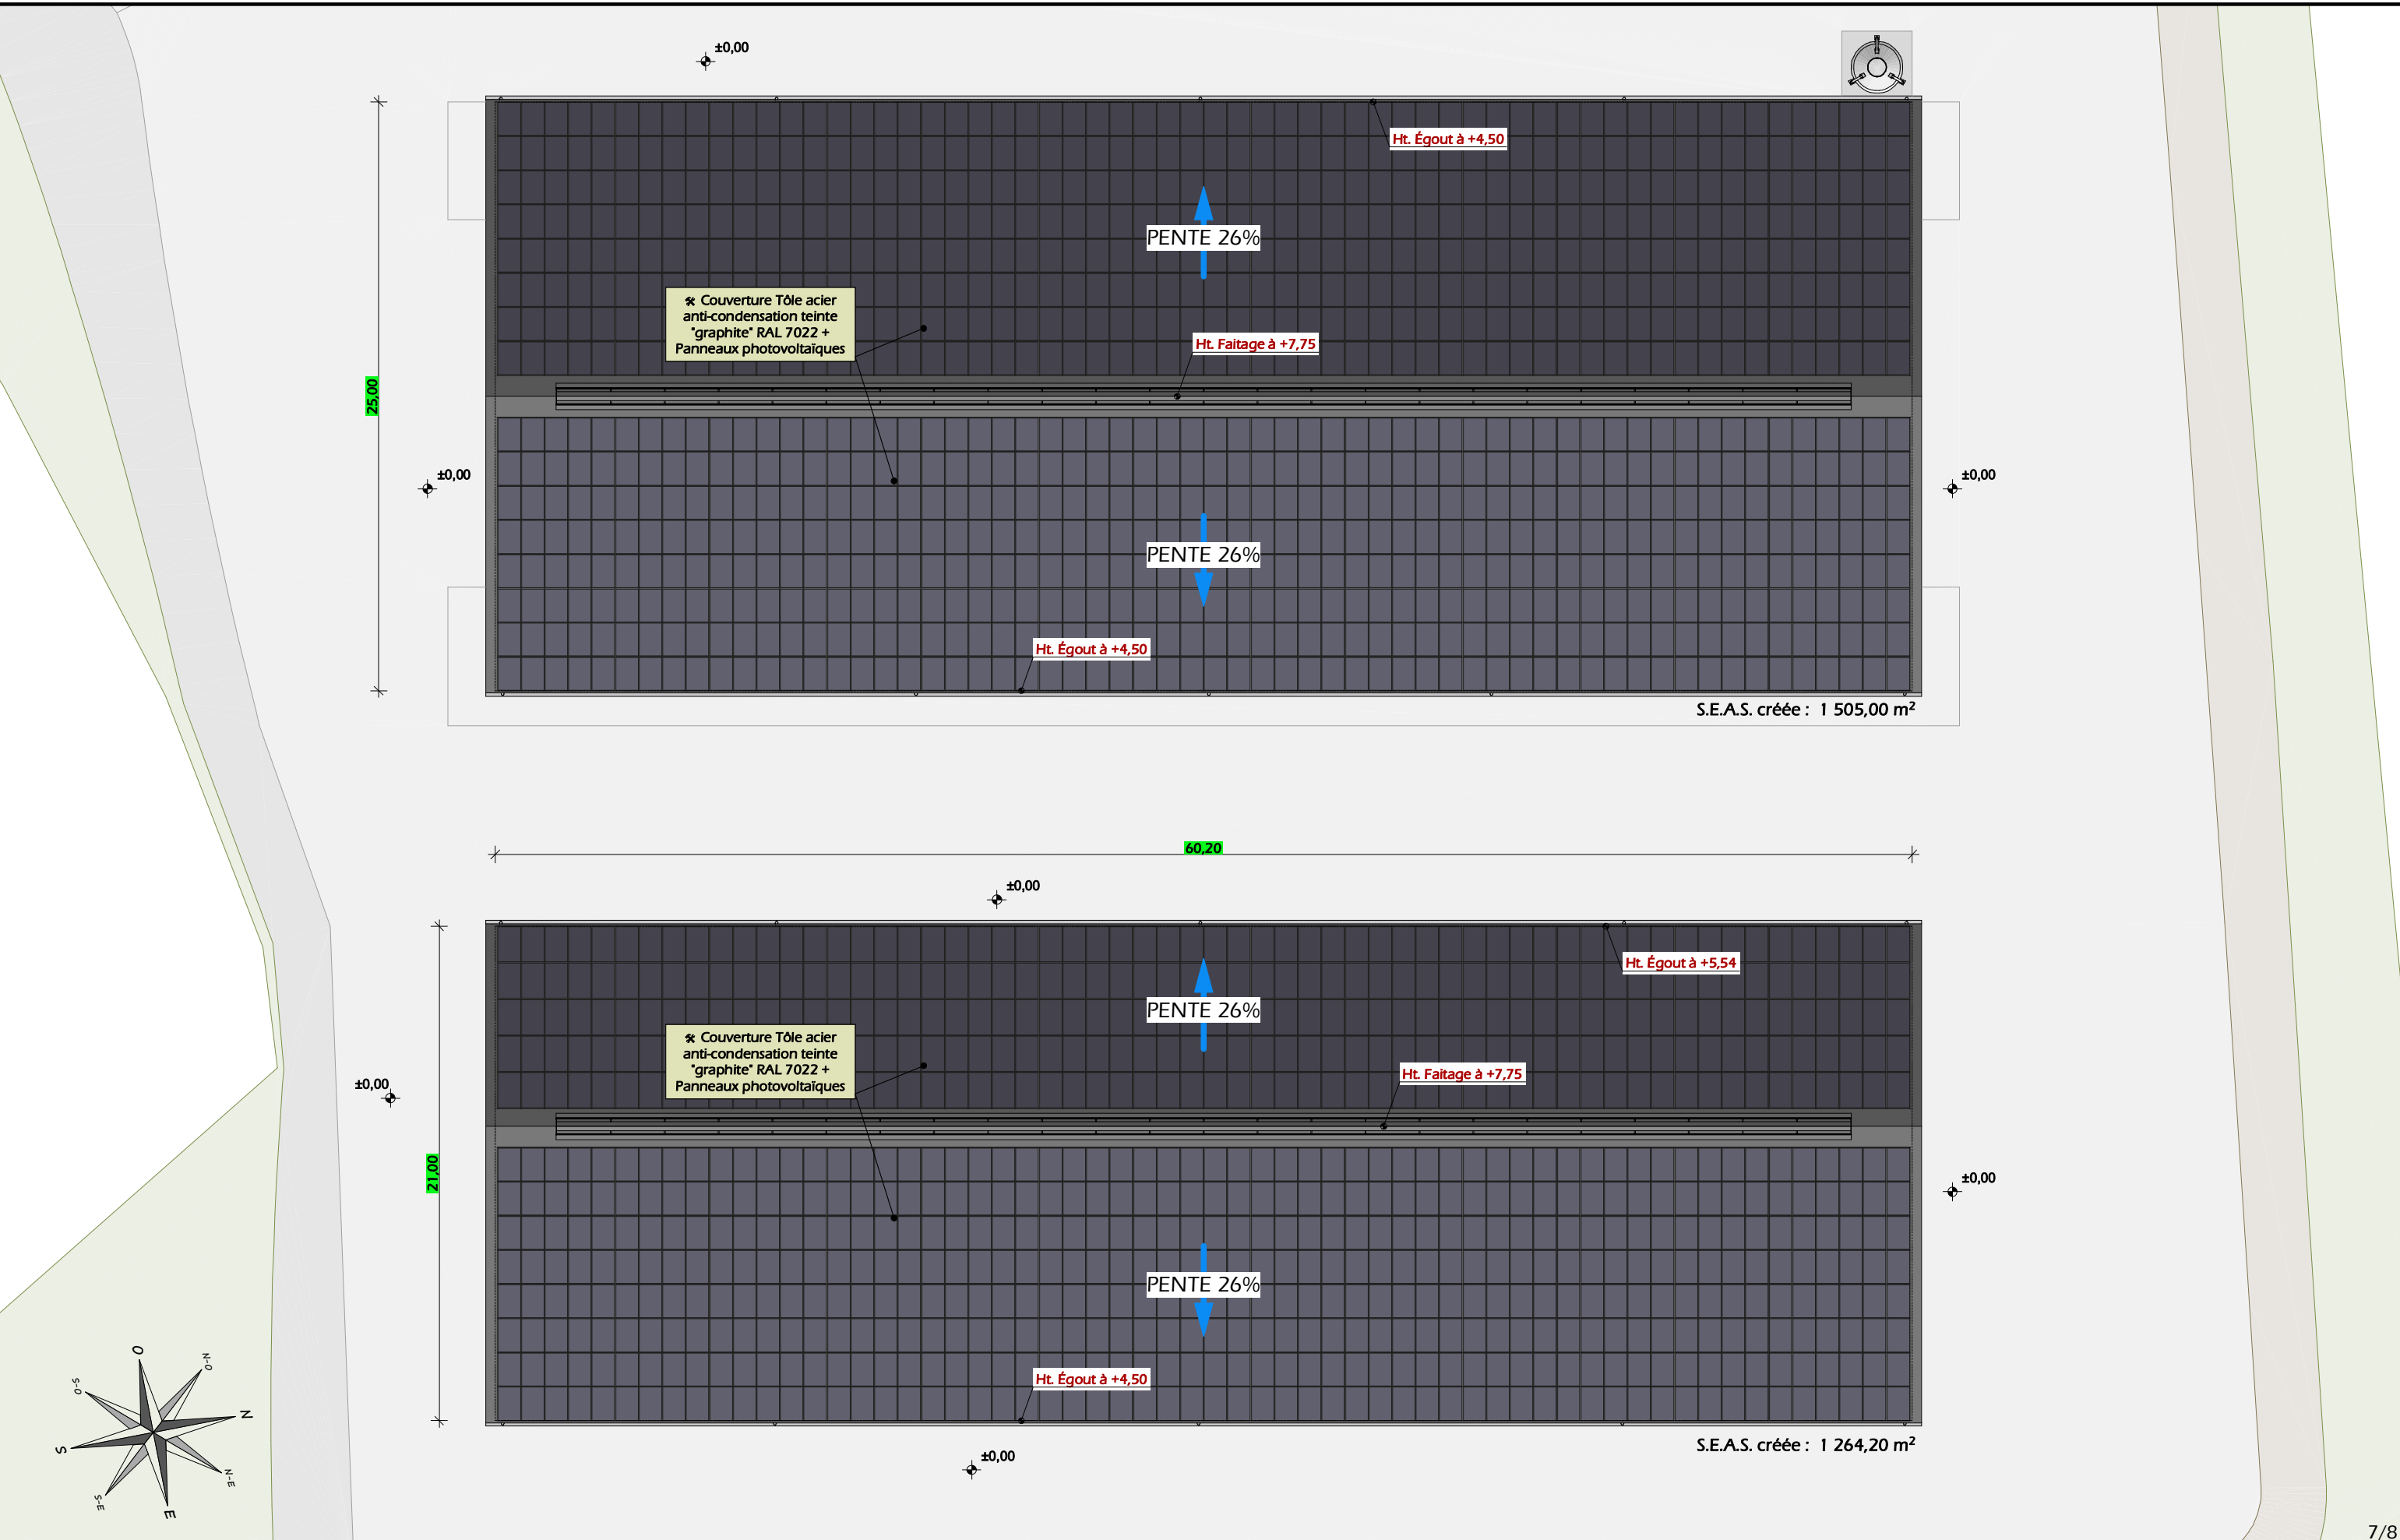 ±0,00
Ht. Égout à +4,50
PENTE 26%
⚒ Couverture Tôle acier
anti-condensation teinte
"graphite" RAL 7022 +
Panneaux photovoltaïques
Ht. Faitage à +7,75
25,00
±0,00
±0,00
PENTE 26%
Ht. Égout à +4,50
S.E.A.S. créée : 1 505,00 m²
60,20
±0,00
Ht. Égout à +5,54
PENTE 26%
⚒ Couverture Tôle acier
anti-condensation teinte
"graphite" RAL 7022 +
Panneaux photovoltaïques
Ht. Faitage à +7,75
±0,00
21,00
±0,00
PENTE 26%
Ht. Égout à +4,50
S.E.A.S. créée : 1 264,20 m²
±0,00
O
N-O
S-O
N
S
N-E
S-E
E
7/8